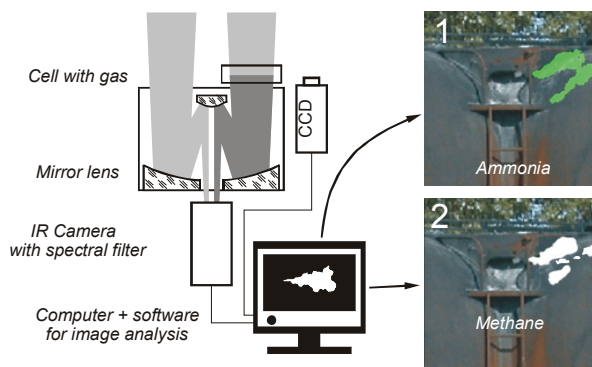 Cell with gas
CCD
Mirror lens
IR Camera
with spectral filter
Computer + software
for image analysis
1
Ammonia
2
Methane